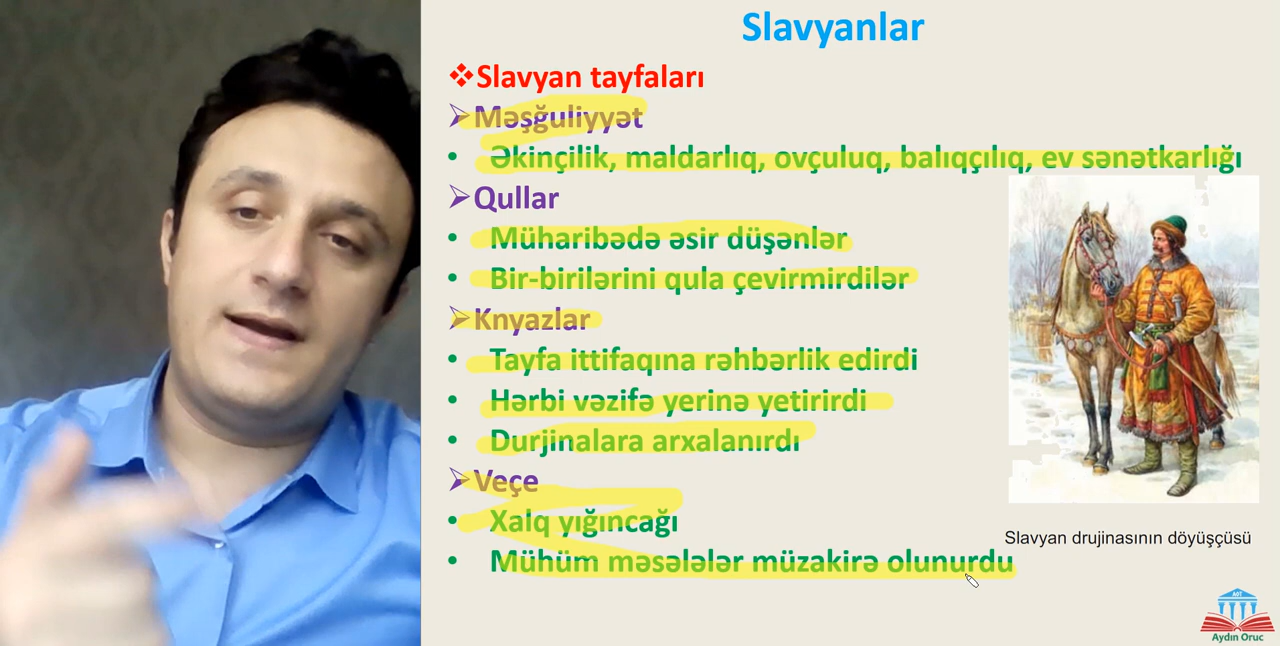 Slavyanlar
Slavyan tayfaları
Məşğuliyyət
Əkinçilik, maldarlıq, ovçuluq, balıqçılıq, ev sənətkarlığı
Qullar
Müharibədə əsir düşənlər
Bir-birilərini qula çevirmirdilər
Knyazlar
Tayfa ittifaqına rəhbərlik edirdi
Hərbi vəzifə yerinə yetirirdi
Durjinalara arxalanırdı
Veçe
Xalq yığıncağı
Mühüm məsələlər müzakirə olunurdu
Slavyan drujinasının döyüşçüsü
AOT
Aydın Oruc